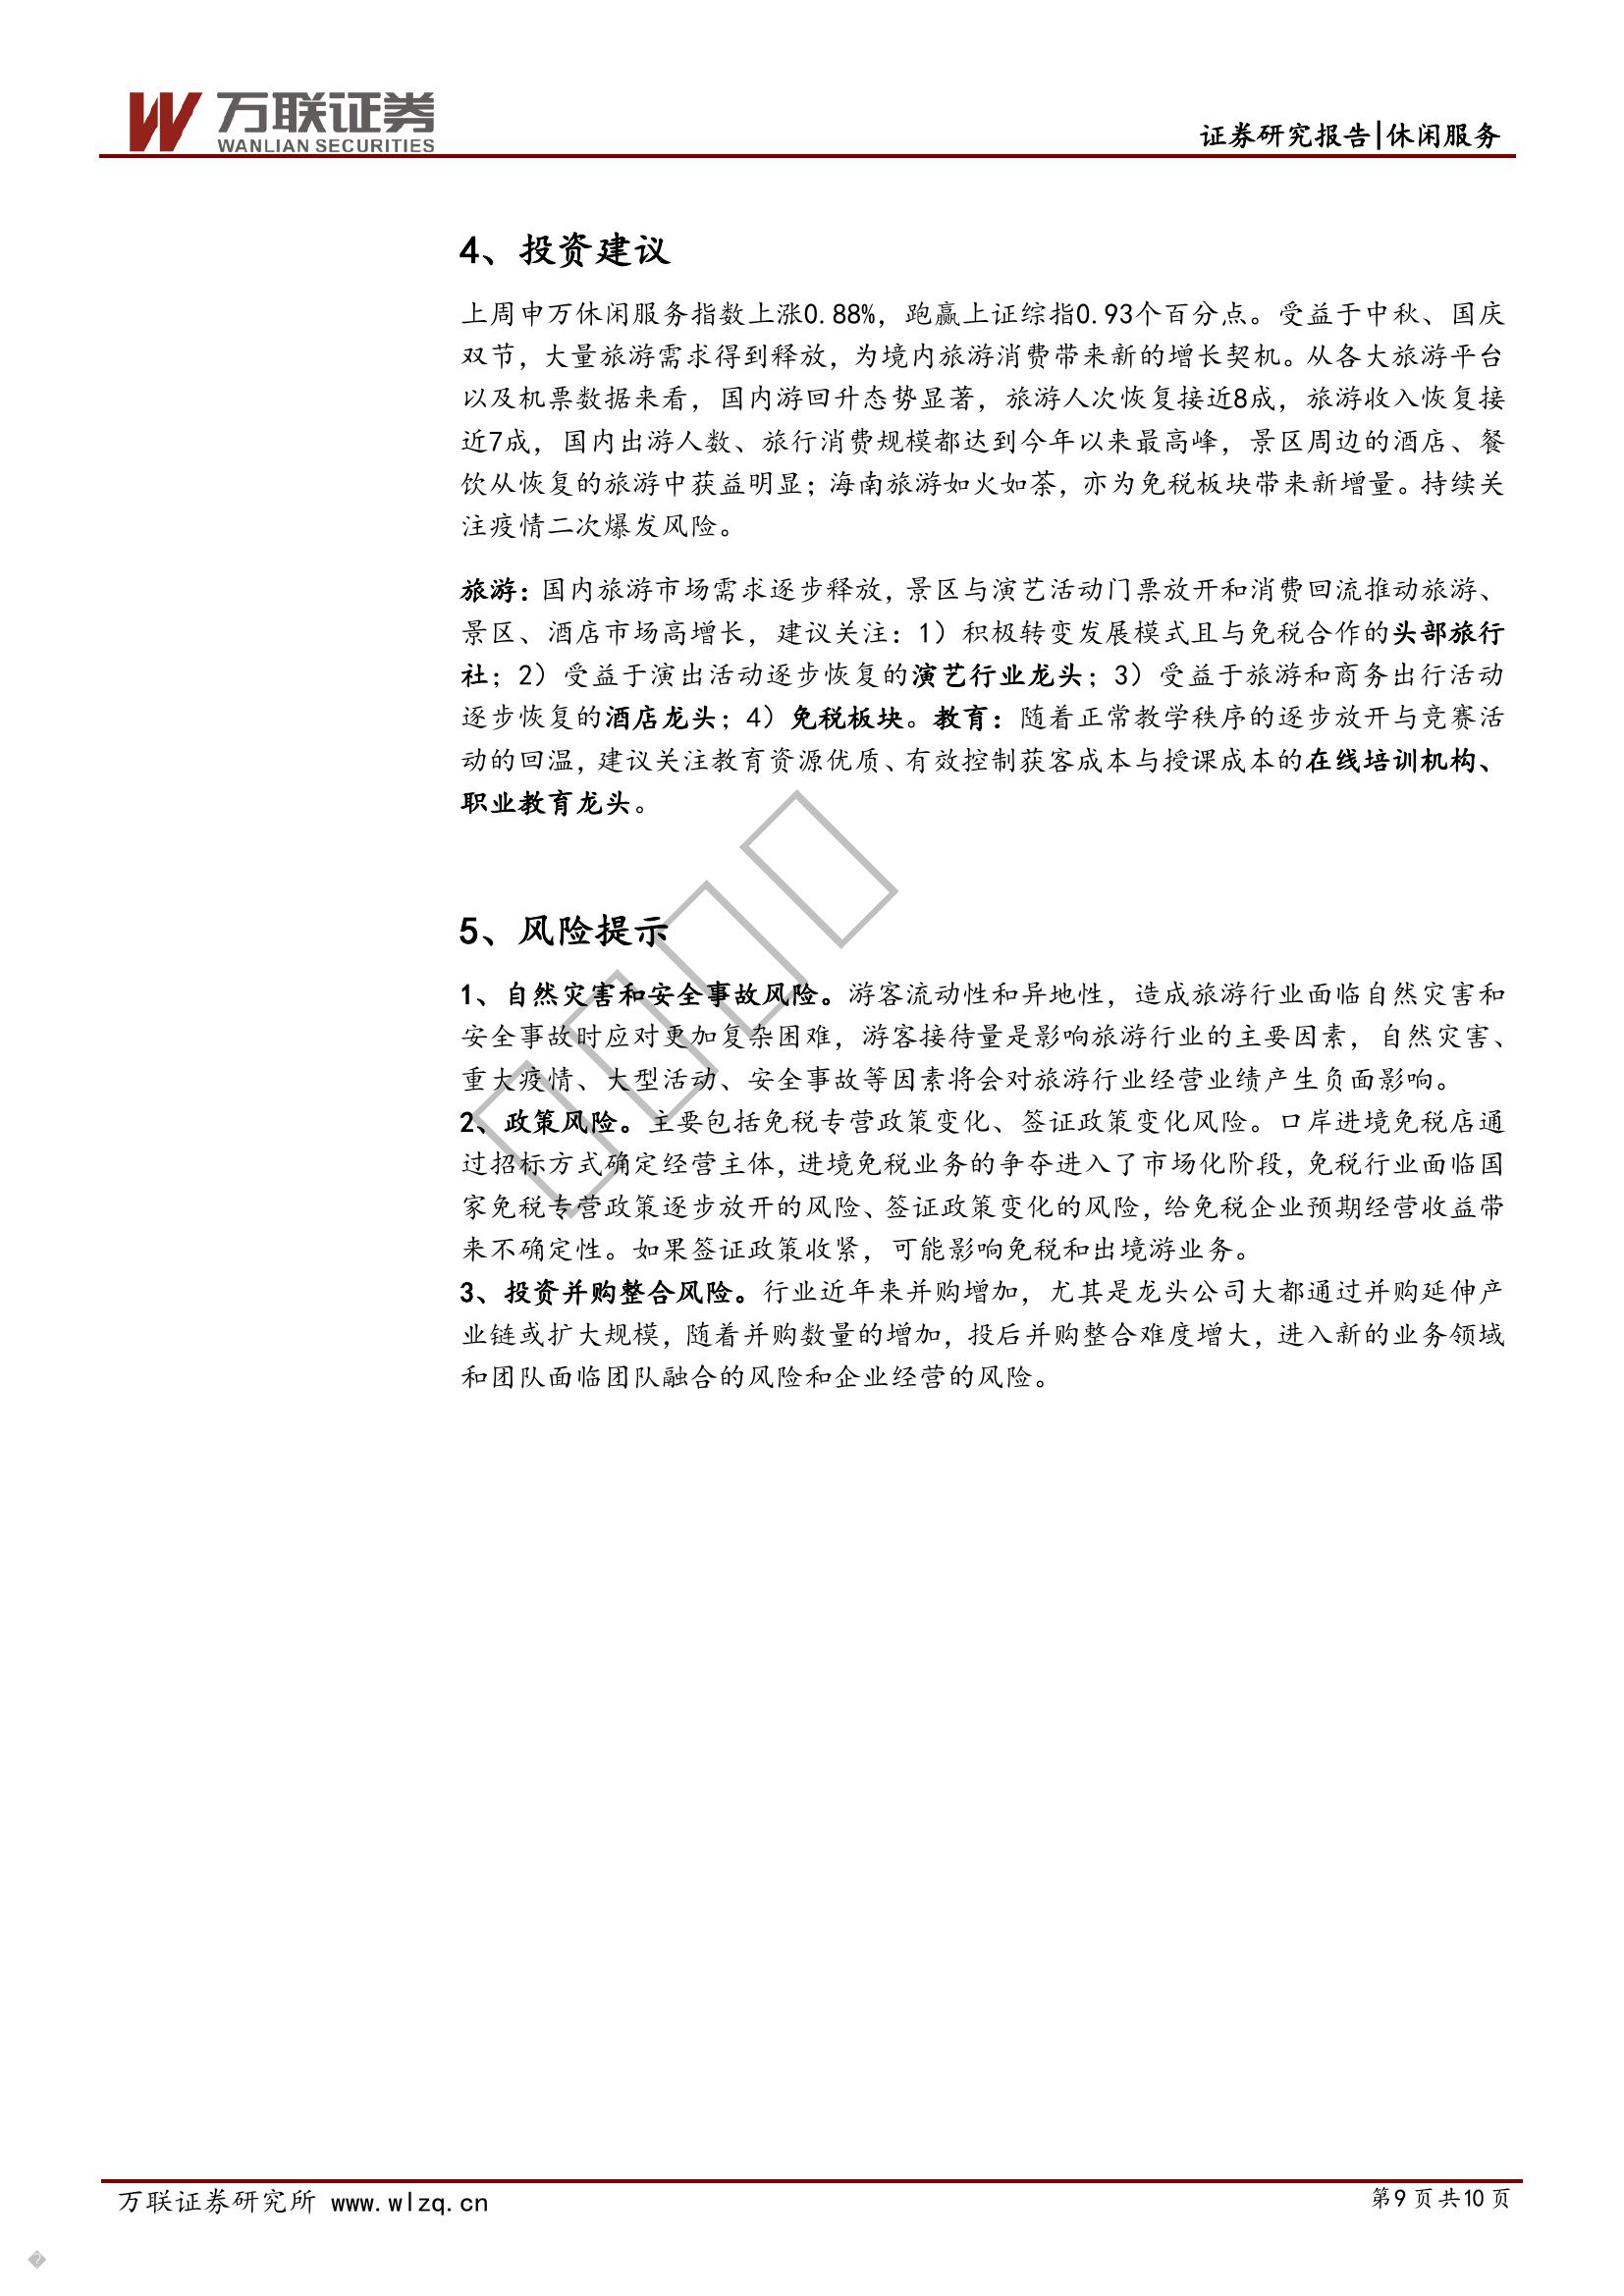 万联证券
WANLIAN SECURITIES
证券研究报告|休闲服务
4、投资建议
上周申万休闲服务指数上涨0.88%，跑赢上证综指0.93个百分点。受益于中秋、国庆
双节，大量旅游需求得到释放，为境内旅游消费带来新的增长契机。从各大旅游平台
以及机票数据来看，国内游回升态势显著，旅游人次恢复接近8成，旅游收入恢复接
近7成，国内出游人数、旅行消费规模都达到今年以来最高峰，景区周边的酒店、餐
饮从恢复的旅游中获益明显；海南旅游如火如荼，亦为免税板块带来新增量。持续关
注疫情二次爆发风险。
旅游：国内旅游市场需求逐步释放，景区与演艺活动门票放开和消费回流推动旅游、
景区、酒店市场高增长，建议关注：1）积极转变发展模式且与免税合作的头部旅行
社；2）受益于演出活动逐步恢复的演艺行业龙头；3）受益于旅游和商务出行活动
逐步恢复的酒店龙头；4）免税板块。教育：随着正常教学秩序的逐步放开与竞赛活
动的回温，建议关注教育资源优质、有效控制获客成本与授课成本的在线培训机构、
职业教育龙头。
5、风险提示
1、自然灾害和安全事故风险。游客流动性和异地性，造成旅游行业面临自然灾害和
安全事故时应对更加复杂困难，游客接待量是影响旅游行业的主要因素，自然灾害、
重大疫情、大型活动、安全事故等因素将会对旅游行业经营业绩产生负面影响。
2、政策风险。主要包括免税专营政策变化、签证政策变化风险。口岸进境免税店通
过招标方式确定经营主体，进境免税业务的争夺进入了市场化阶段，免税行业面临国
家免税专营政策逐步放开的风险、签证政策变化的风险，给免税企业预期经营收益带
来不确定性。如果签证政策收紧，可能影响免税和出境游业务。
3、投资并购整合风险。行业近年来并购增加，尤其是龙头公司大都通过并购延伸产
业链或扩大规模，随着并购数量的增加，投后并购整合难度增大，进入新的业务领域
和团队面临团队融合的风险和企业经营的风险。
万联证券研究所 www.wlzq.cn
第9页共10页